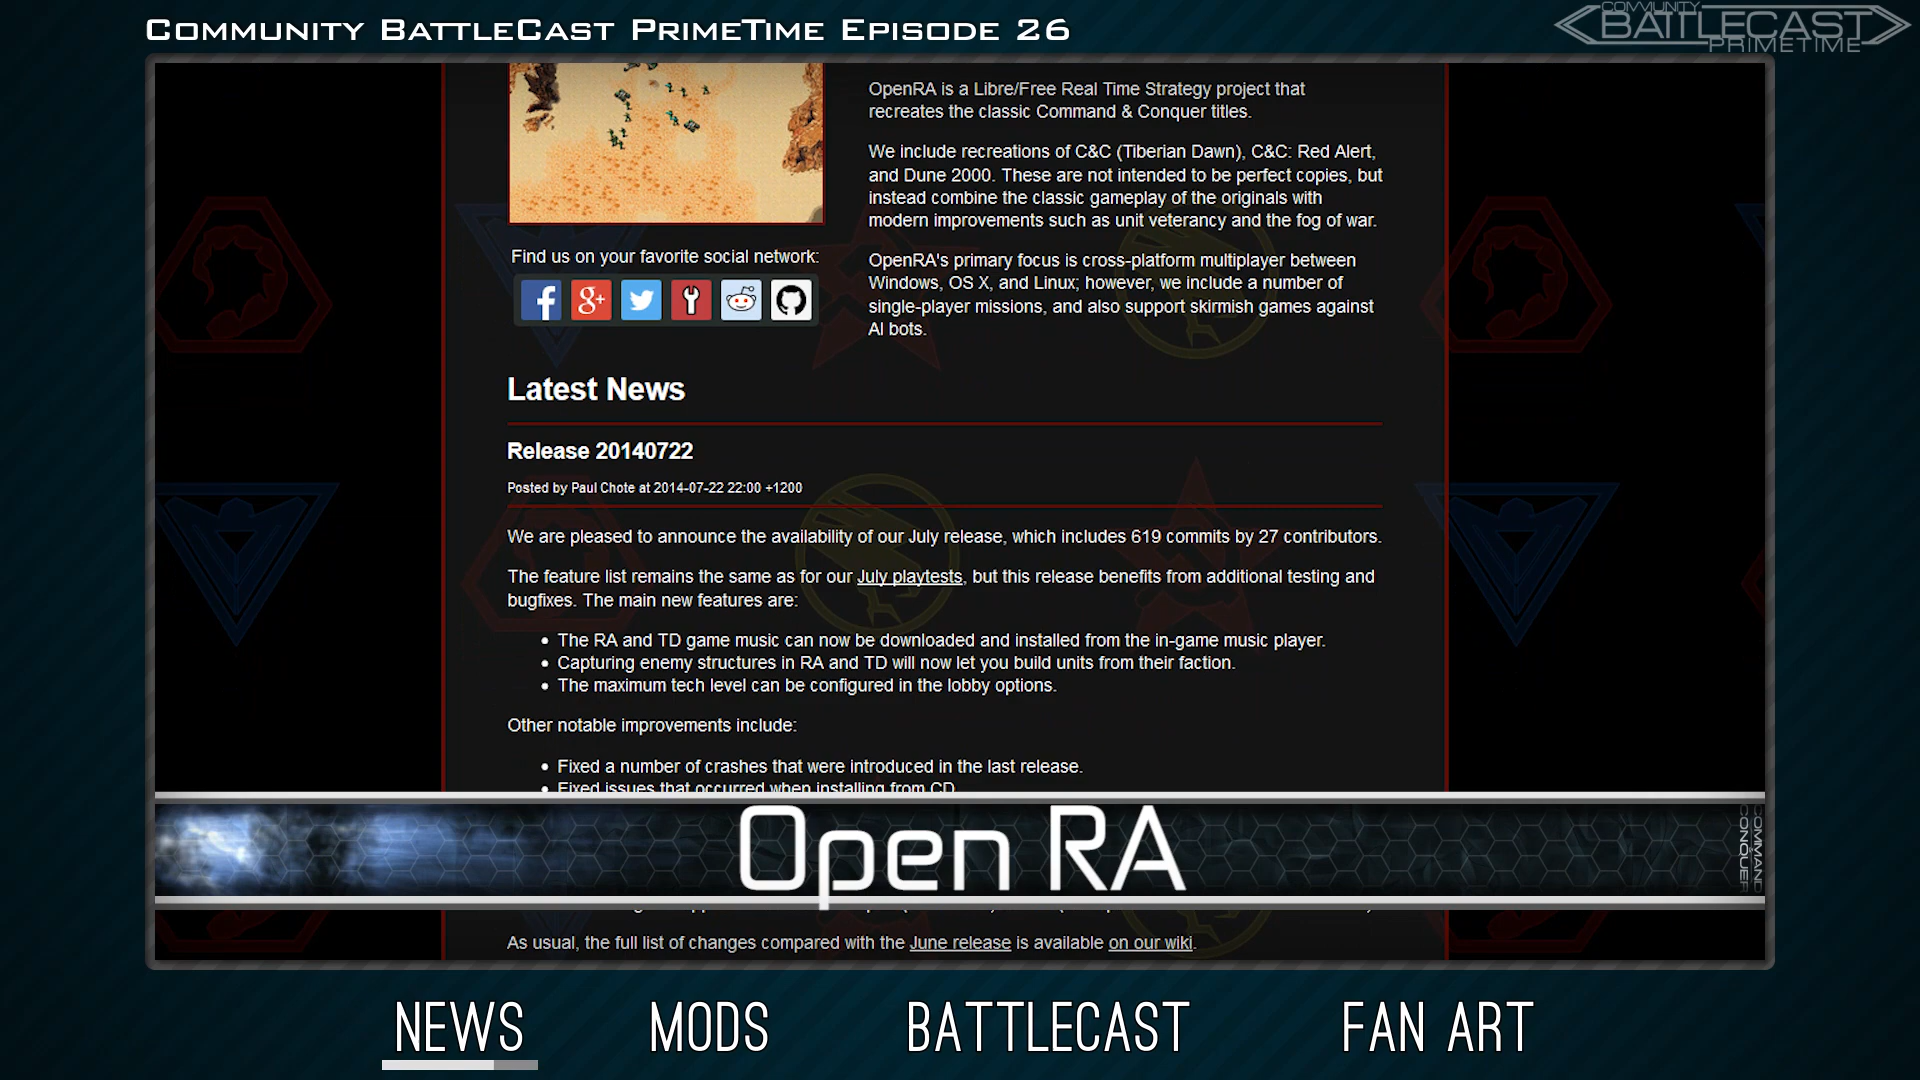 Community BattleCast PrimeTime Episode 26
COMMUNITY
BATTLECAST
PRIMETIME
OpenRA is a Libre/Free Real Time Strategy project that
recreates the classic Command & Conquer titles.
We include recreations of C&C (Tiberian Dawn), C&C: Red Alert,
and Dune 2000. These are not intended to be perfect copies, but
instead combine the classic gameplay of the originals with
modern improvements such as unit veterancy and the fog of war.
OpenRA's primary focus is cross-platform multiplayer between
Windows, OS X, and Linux; however, we include a number of
single-player missions, and also support skirmish games against
AI bots.
Find us on your favorite social network:
Latest News
Release 20140722
Posted by Paul Chote at 2014-07-22 22:00 +1200
We are pleased to announce the availability of our July release, which includes 619 commits by 27 contributors.
The feature list remains the same as for our July playtests, but this release benefits from additional testing and
bugfixes. The main new features are:
• The RA and TD game music can now be downloaded and installed from the in-game music player.
• Capturing enemy structures in RA and TD will now let you build units from their faction.
• The maximum tech level can be configured in the lobby options.
Other notable improvements include:
• Fixed a number of crashes that were introduced in the last release.
• Fixed issues that occurred when installing from CD.
Open RA
COMMAND
CONQUER
As usual, the full list of changes compared with the June release is available on our wiki.
NEWS
MODS
BATTLECAST
FAN ART